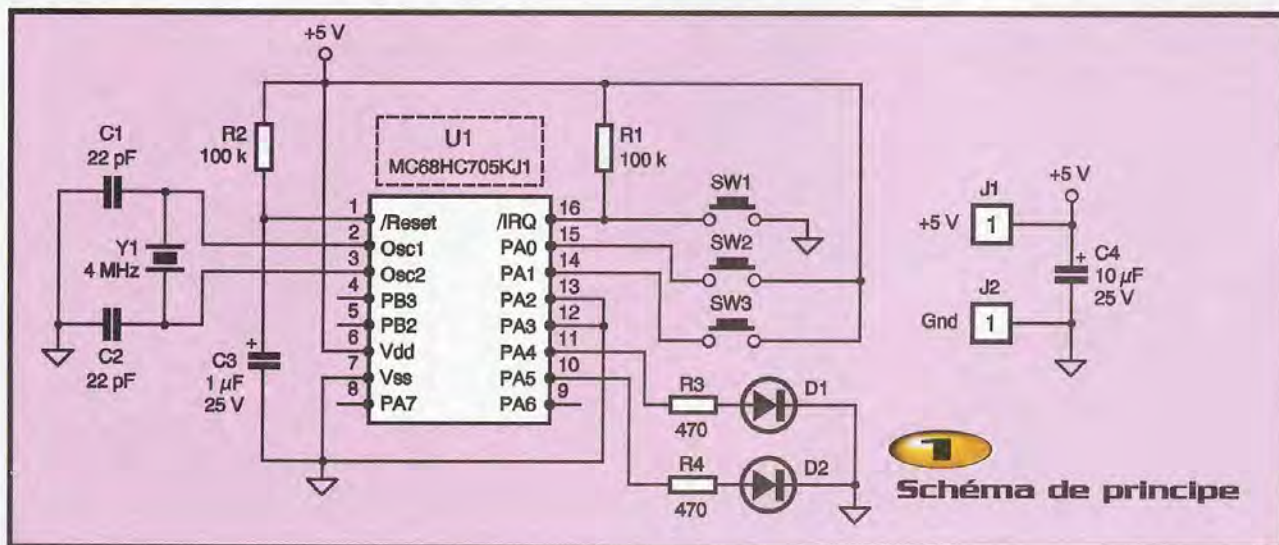 +5 V
C1
22 pF
R2
100 k
U1
MC68HC705KJ1
R1
100 k
SW1
SW2
SW3
Y1
4 MHz
C2
22 pF
C3
+
1 µF
25 V
1
2
3
4
5
6
7
8
/Reset
Osc1
Osc2
PB3
PB2
Vdd
Vss
PA7
/IRQ
PA0
PA1
PA2
PA3
PA4
PA5
PA6
16
15
14
13
12
11
10
9
R3
470
D1
R4
470
D2
J1
+5 V
1
+5 V
+
C4
10 µF
25 V
J2
Gnd
1
1
Schéma de principe